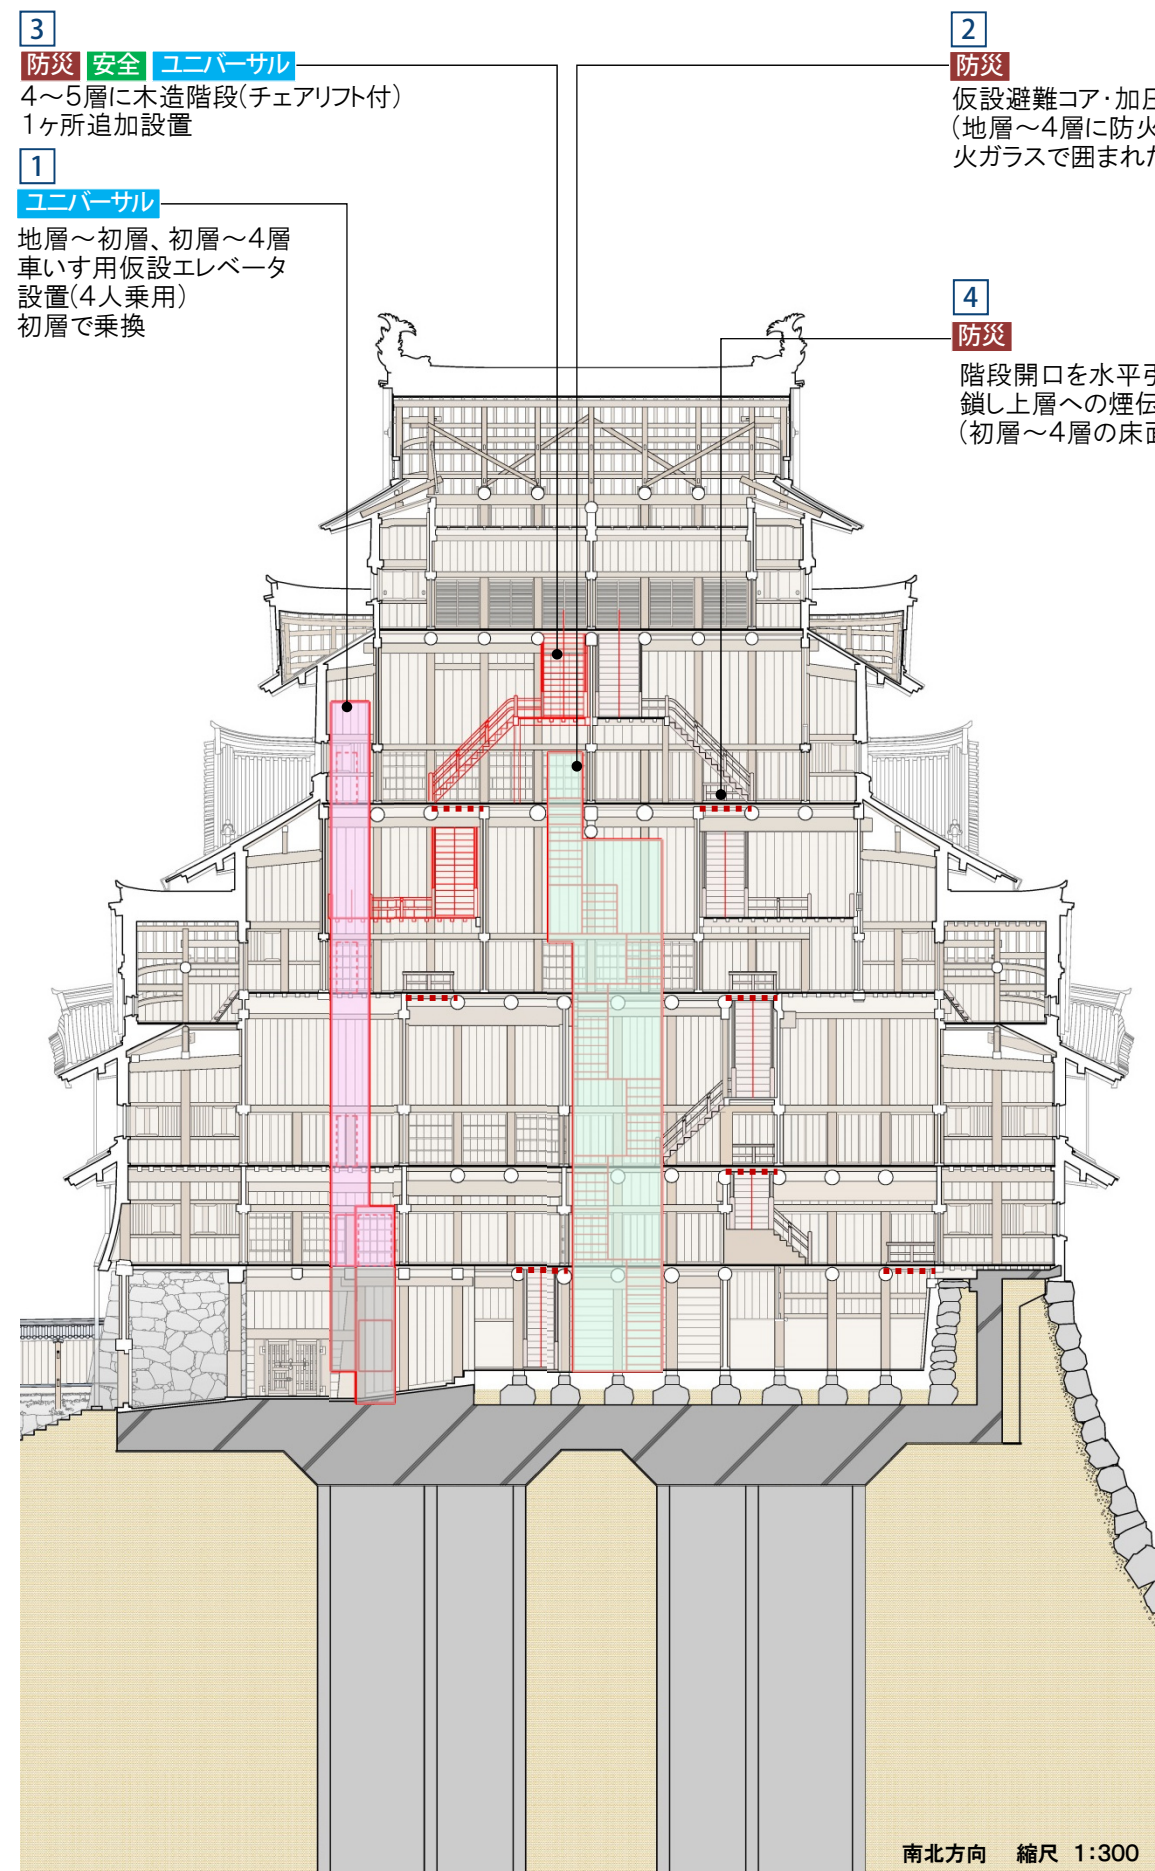 3
防災 安全 ユニバーサル
4～5層に木造階段(チェアリフト付)
1ヶ所追加設置
1
ユニバーサル
地層～初層、初層～4層
車いす用仮設エレベータ
設置(4人乗用)
初層で乗換
2
防災
仮設避難コア・加圧
(地層～4層に防火
火ガラスで囲まれた
4
防災
階段開口を水平引
鎖し上層への煙伝
(初層～4層の床面
南北方向 縮尺 1:300